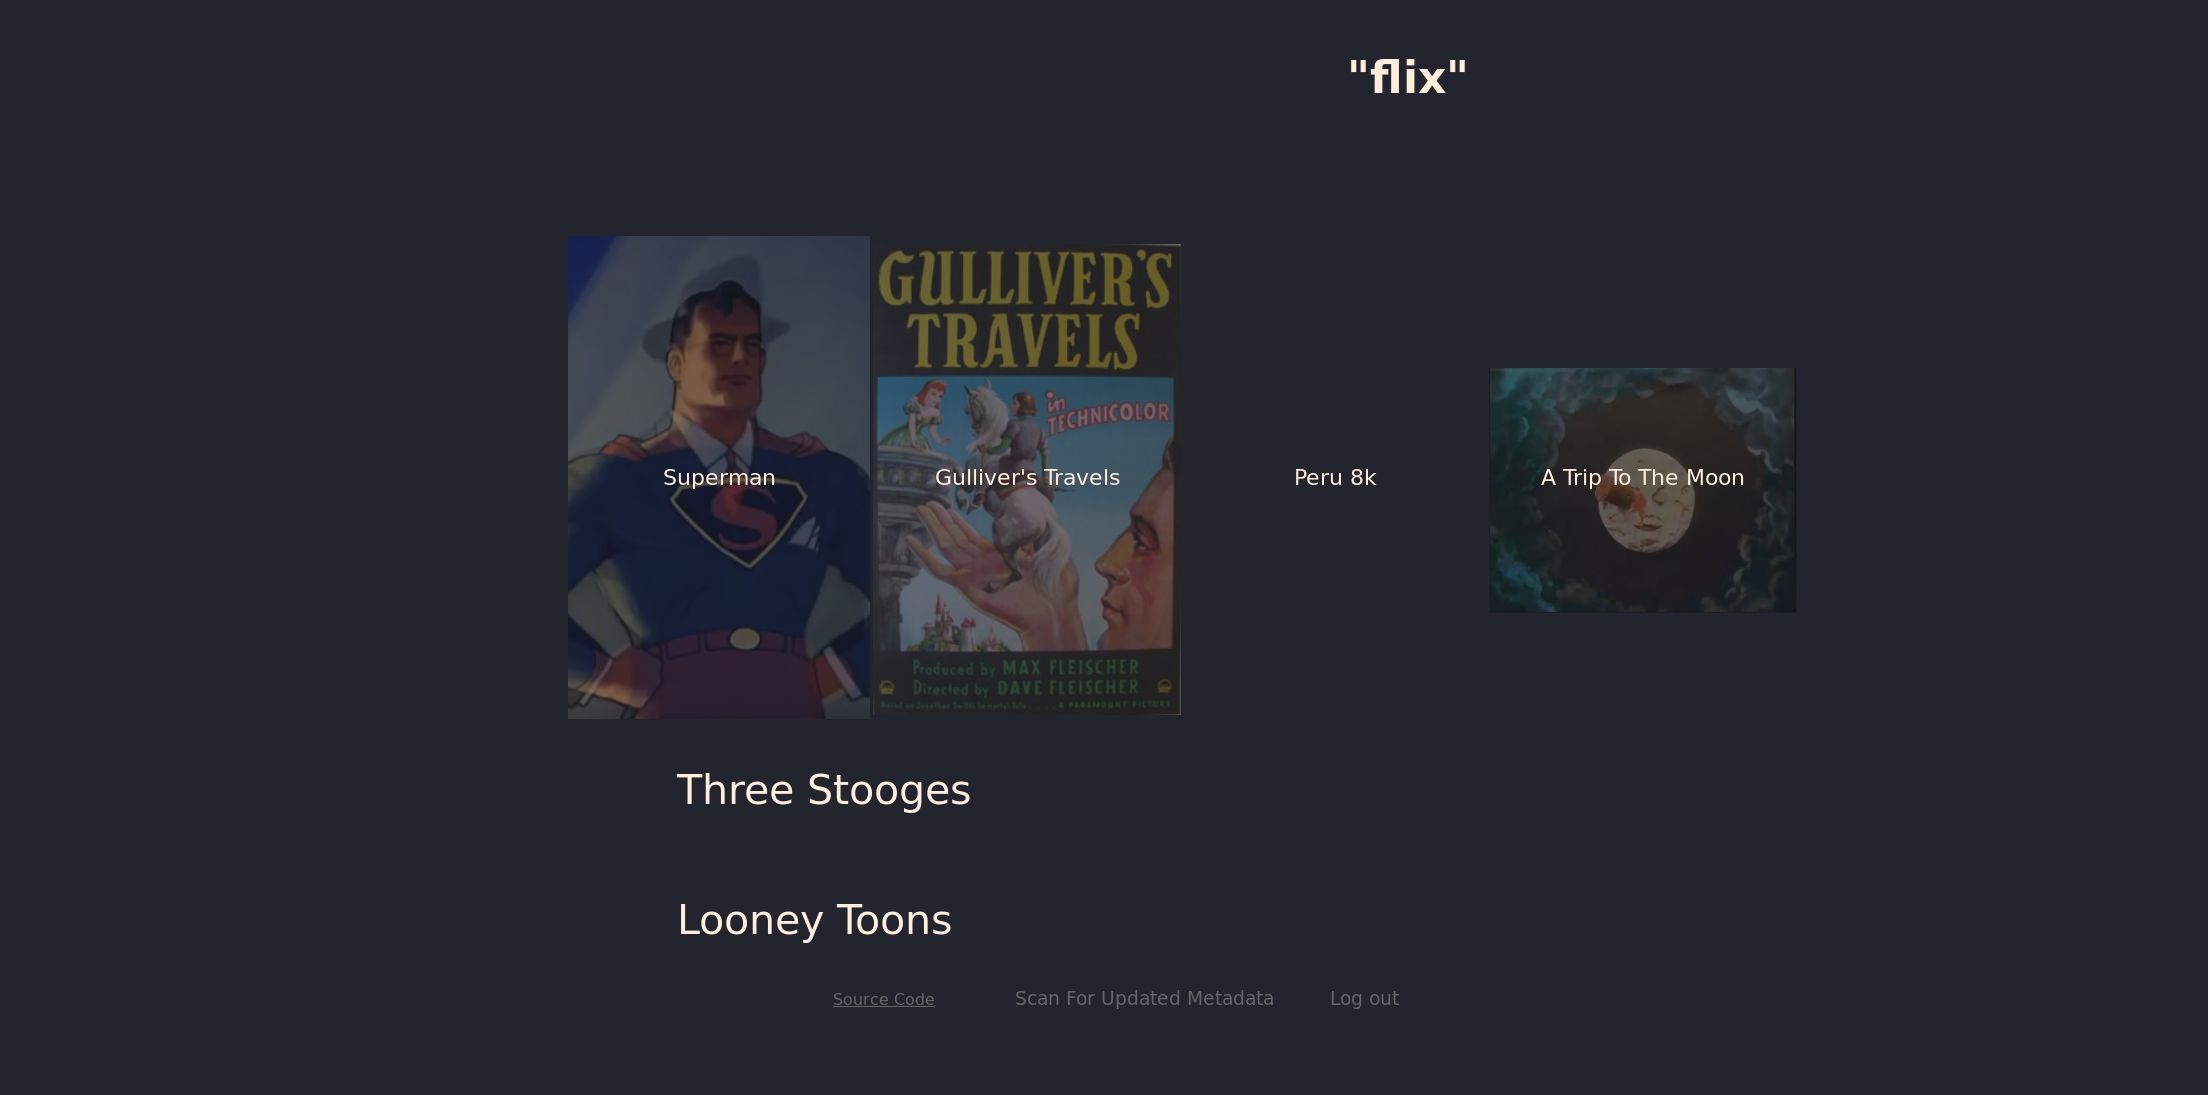 "flix"
Superman
GULLIVER'S
TRAVELS
in
TECHNICOLOR
Gulliver's Travels
Produced by MAX FLEISCHER
Directed by DAVE FLEISCHER
Based on Jonathan Swift's Immortal Tale . . . . A PARAMOUNT PICTURE
Peru 8k
A Trip To The Moon
S
Three Stooges
Looney Toons
Source Code
Scan For Updated Metadata
Log out